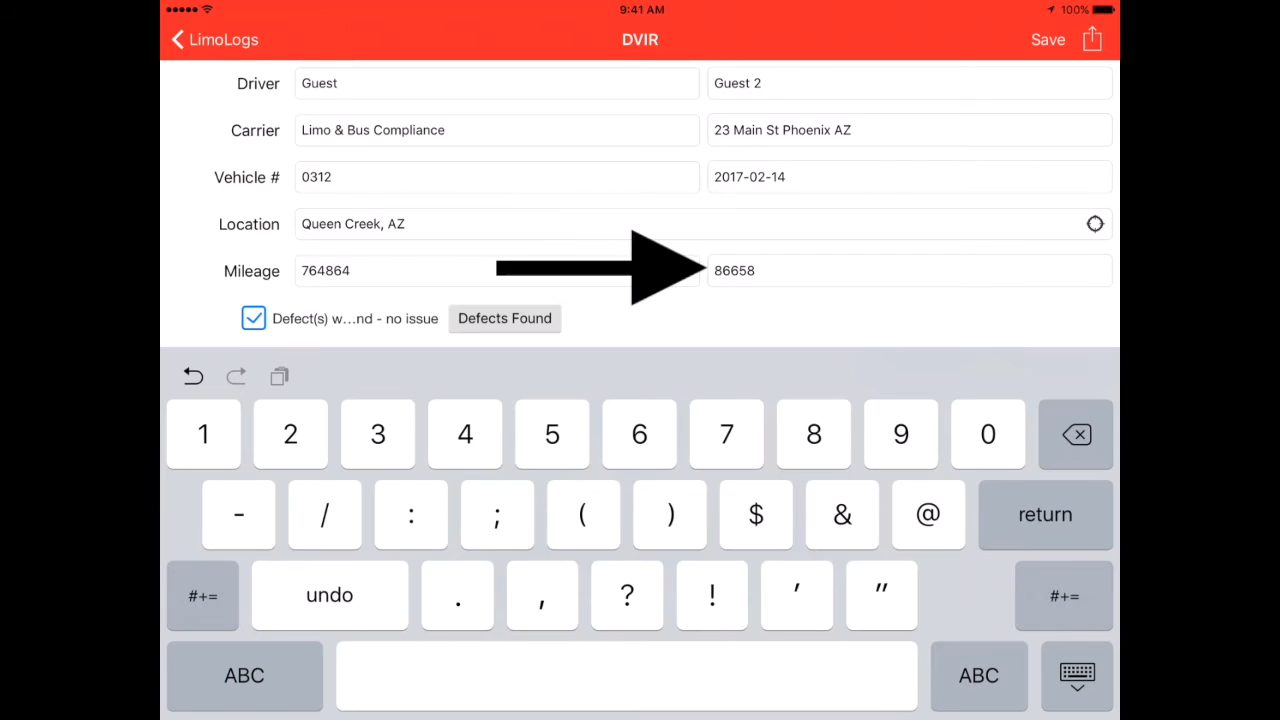 9:41 AM
100%
LimoLogs
DVIR
Save
Driver
Guest
Guest 2
Carrier
Limo & Bus Compliance
23 Main St Phoenix AZ
Vehicle #
0312
2017-02-14
Location
Queen Creek, AZ
Mileage
764864
86658
Defect(s) w...nd - no issue
Defects Found
1 2 3 4 5 6 7 8 9 0
- / : ; ( ) $ & @ return
#+= undo . , ? ! ' " #+=
ABC ABC